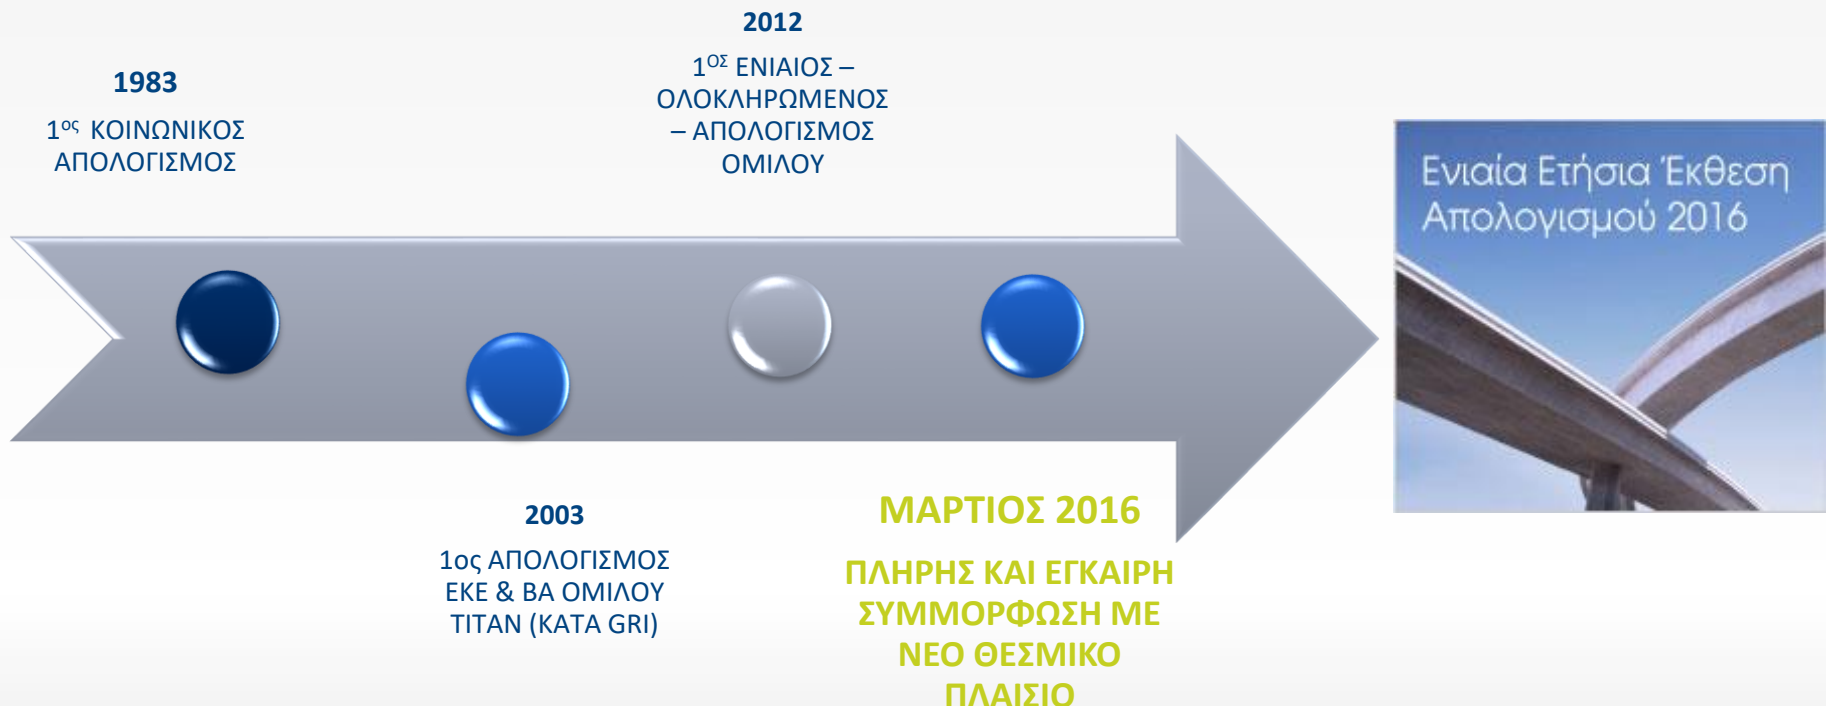 1983
1ος ΚΟΙΝΩΝΙΚΟΣ
ΑΠΟΛΟΓΙΣΜΟΣ
2003
1ος ΑΠΟΛΟΓΙΣΜΟΣ
ΕΚΕ & ΒΑ ΟΜΙΛΟΥ
ΤΙΤΑΝ (ΚΑΤΑ GRI)
2012
1ΟΣ ΕΝΙΑΙΟΣ –
ΟΛΟΚΛΗΡΩΜΕΝΟΣ
– ΑΠΟΛΟΓΙΣΜΟΣ
ΟΜΙΛΟΥ
ΜΑΡΤΙΟΣ 2016
ΠΛΗΡΗΣ ΚΑΙ ΕΓΚΑΙΡΗ
ΣΥΜΜΟΡΦΩΣΗ ΜΕ
ΝΕΟ ΘΕΣΜΙΚΟ
ΠΛΑΙΣΙΟ
Ενιαία Ετήσια Έκθεση
Απολογισμού 2016